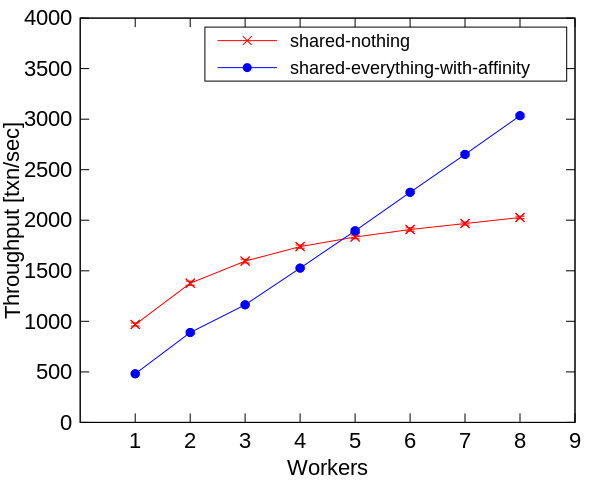 4000
3500
3000
2500
2000
1500
1000
500
0
Throughput [txn/sec]
shared-nothing
shared-everything-with-affinity
1 2 3 4 5 6 7 8 9
Workers